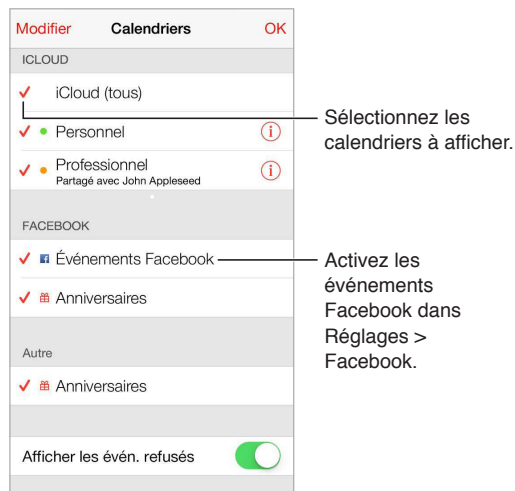 Modifier Calendriers OK
ICLOUD
iCloud (tous)
Personnel
Professionnel
Partagé avec John Appleseed
Sélectionnez les
calendriers à afficher.
FACEBOOK
Événements Facebook
Anniversaires
Activez les
événements
Facebook dans
Réglages >
Facebook.
Autre
Anniversaires
Afficher les évén. refusés